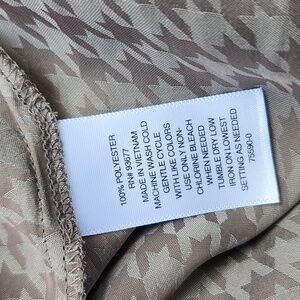 100% POLYESTER
RN# 93677
MADE IN VIETNAM
MACHINE WASH COLD
GENTLE CYCLE
WITH LIKE COLORS
USE ONLY NON-
CHLORINE BLEACH
WHEN NEEDED
TUMBLE DRY LOW
IRON ON LOWEST
SETTING AS NEEDED
75590-0